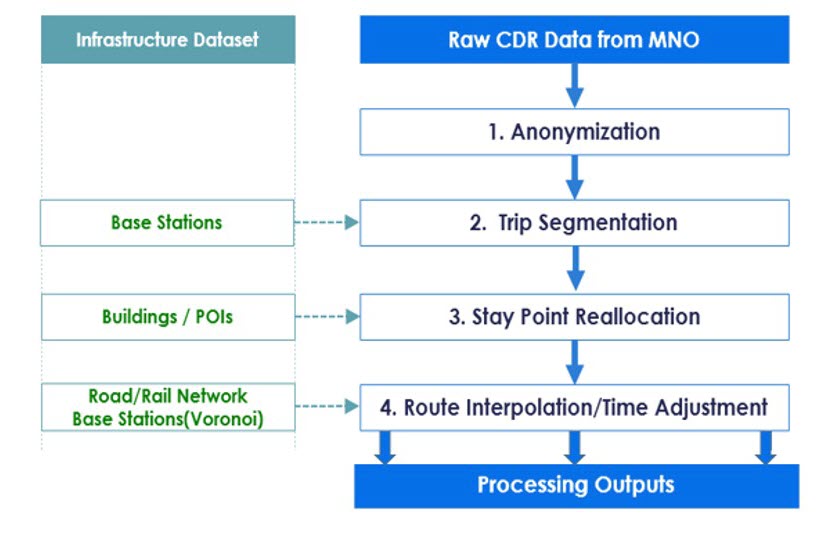 Infrastructure Dataset
Raw CDR Data from MNO
1. Anonymization
Base Stations
2. Trip Segmentation
Buildings / POIs
3. Stay Point Reallocation
Road/Rail Network
Base Stations(Voronoi)
4. Route Interpolation/Time Adjustment
Processing Outputs